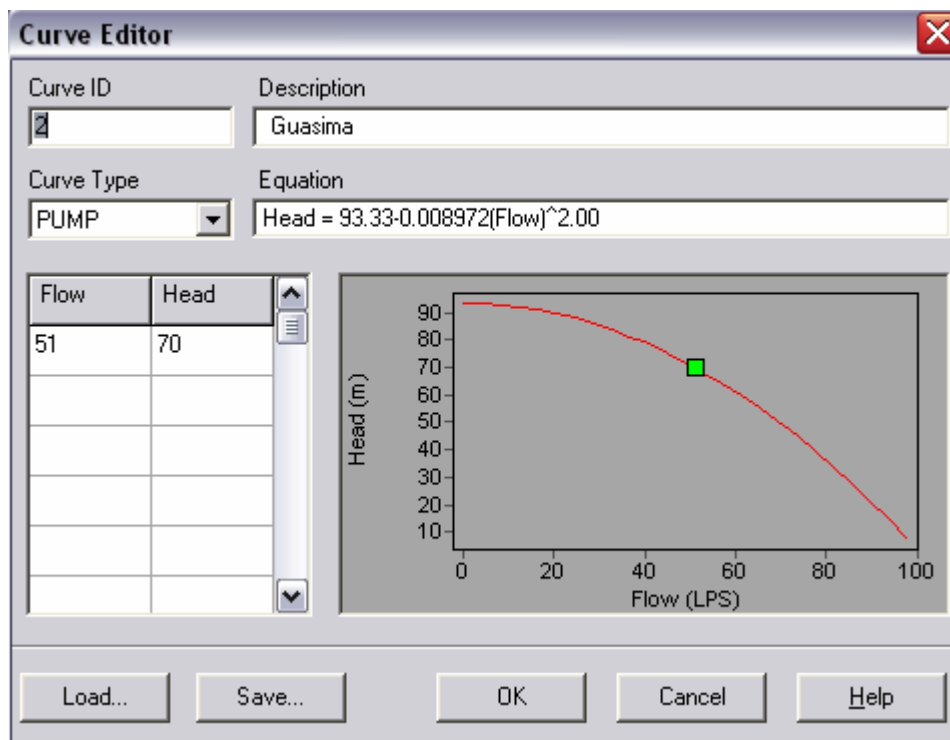 Curve Editor
Curve ID Description
2 Guasima
Curve Type Equation
PUMP Head = 93.33-0.008972(Flow)^2.00
Flow Head
51 70
Head (m)
90
80
70
60
50
40
30
20
10
0 20 40 60 80 100
Flow (LPS)
Load... Save... OK Cancel Help